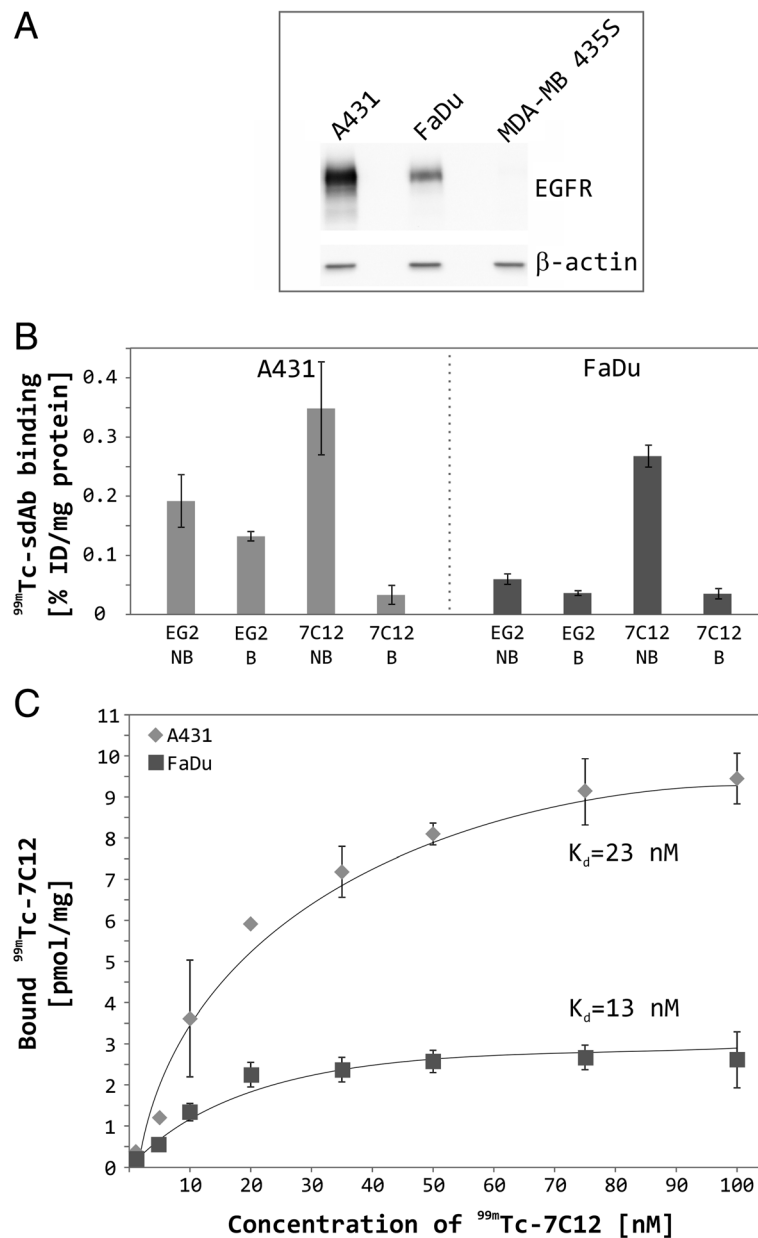 A
A431
FaDu
MDA-MB 435S
EGFR
β-actin
B
⁹⁹ᵐTc-sdAb binding
[% ID/mg protein]
0.4
0.3
0.2
0.1
0
A431
FaDu
EG2 NB
EG2 B
7C12 NB
7C12 B
EG2 NB
EG2 B
7C12 NB
7C12 B
C
Bound ⁹⁹ᵐTc-7C12
[pmol/mg]
11
10
9
8
7
6
5
4
3
2
1
0
A431
FaDu
K_d=23 nM
K_d=13 nM
10 20 30 40 50 60 70 80 90 100
Concentration of ⁹⁹ᵐTc-7C12 [nM]